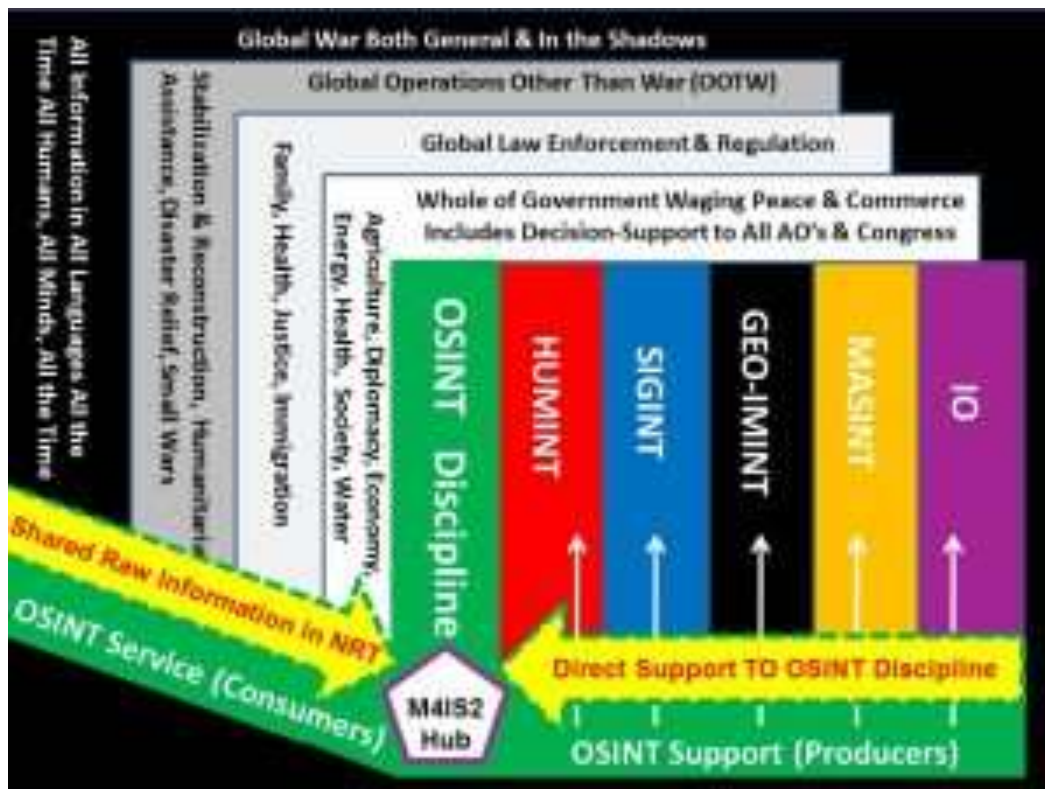 Global War Both General & In the Shadows
All Information in All Languages All the
Time All Humans, All Minds, All the Time
Global Operations Other Than War (OOTW)
Stabilization & Reconstruction, Humanitaria
Assistance, Disaster Relief, Small Wars
Global Law Enforcement & Regulation
Family, Health, Justice, Immigration
Whole of Government Waging Peace & Commerce
Includes Decision-Support to All AO's & Congress
Agriculture, Diplomacy, Economy,
Energy, Health, Society, Water
OSINT Discipline
HUMINT
SIGINT
GEO-IMINT
MASINT
IO
Shared Raw Information in NRT
OSINT Service (Consumers)
Direct Support TO OSINT Discipline
M4IS2
Hub
OSINT Support (Producers)